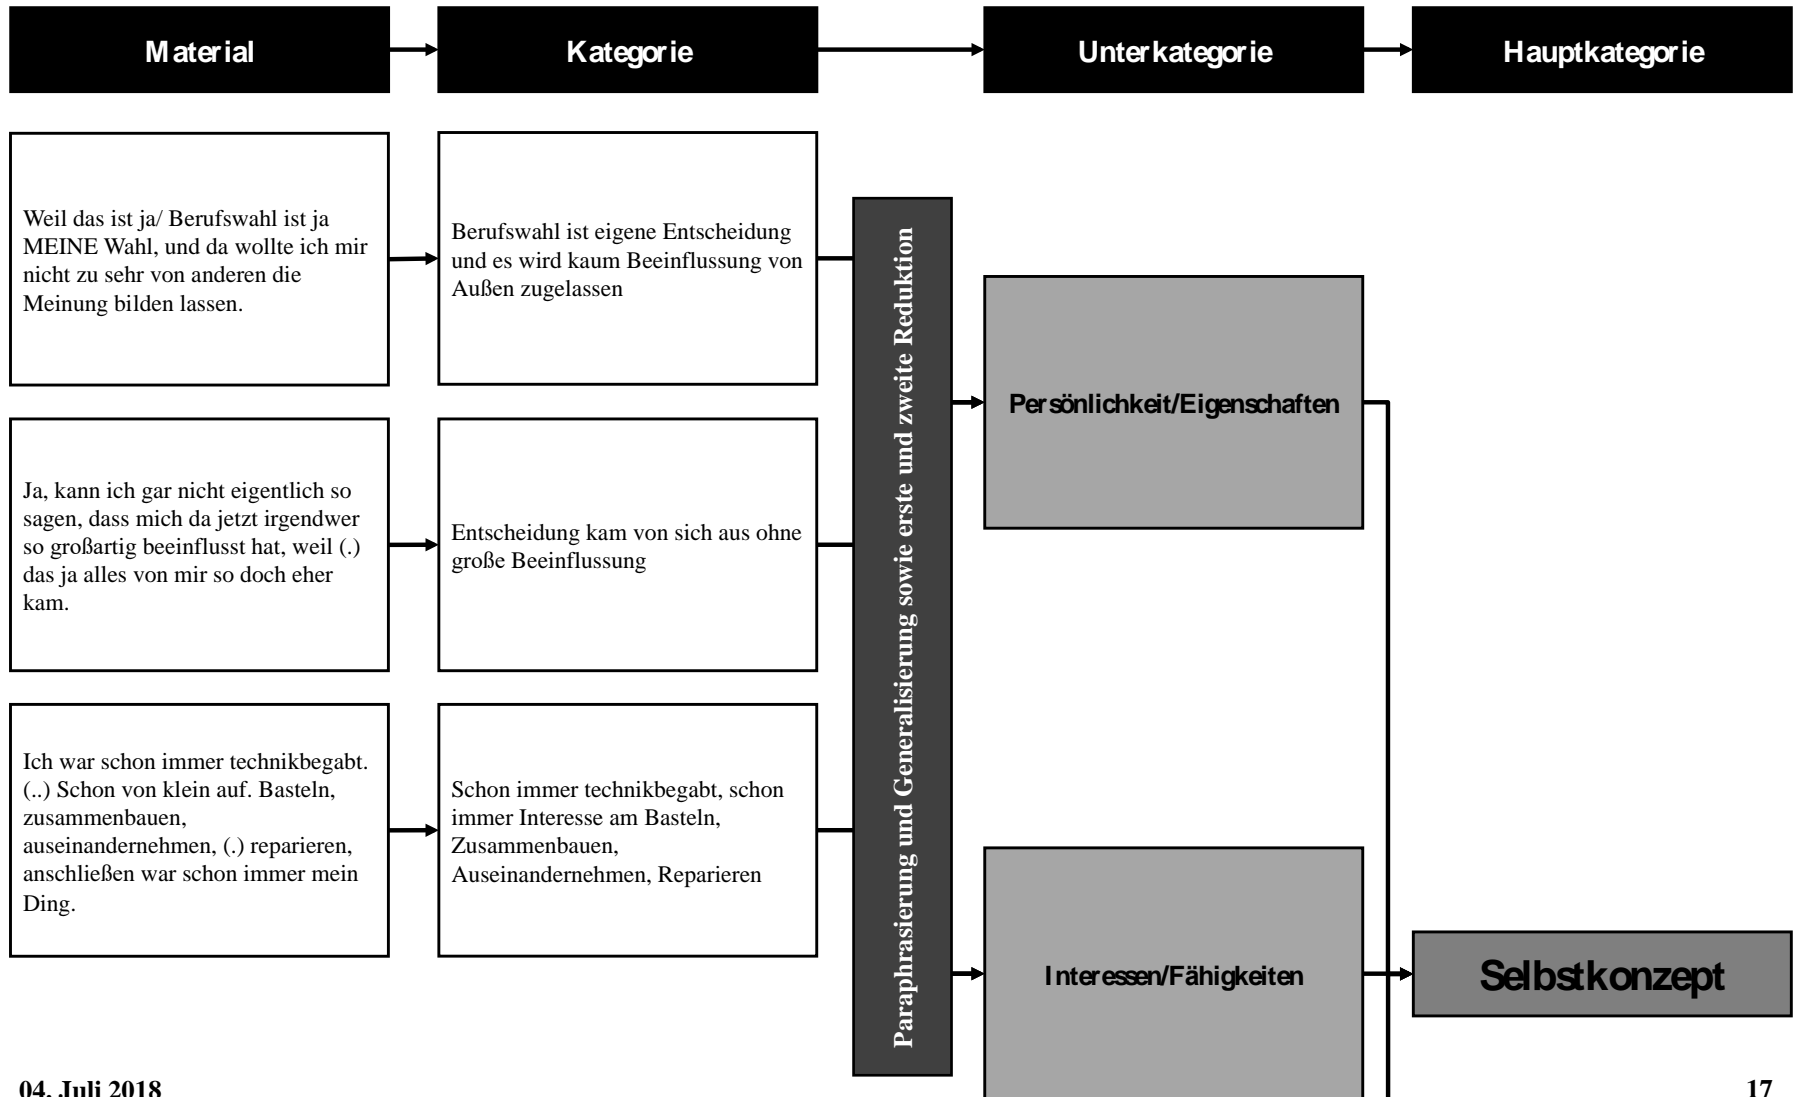 Material
Kategorie
Unterkategorie
Hauptkategorie
Weil das ist ja/ Berufswahl ist ja
MEINE Wahl, und da wollte ich mir
nicht zu sehr von anderen die
Meinung bilden lassen.
Berufswahl ist eigene Entscheidung
und es wird kaum Beeinflussung von
Außen zugelassen
Ja, kann ich gar nicht eigentlich so
sagen, dass mich da jetzt irgendwer
so großartig beeinflusst hat, weil (.)
das ja alles von mir so doch eher
kam.
Entscheidung kam von sich aus ohne
große Beeinflussung
Ich war schon immer technikbegabt.
(..) Schon von klein auf. Basteln,
zusammenbauen,
auseinandernehmen, (.) reparieren,
anschließen war schon immer mein
Ding.
Schon immer technikbegabt, schon
immer Interesse am Basteln,
Zusammenbauen,
Auseinandernehmen, Reparieren
Paraphrasierung und Generalisierung sowie erste und zweite Reduktion
Persönlichkeit/Eigenschaften
Interessen/Fähigkeiten
Selbstkonzept
04. Juli 2018
17